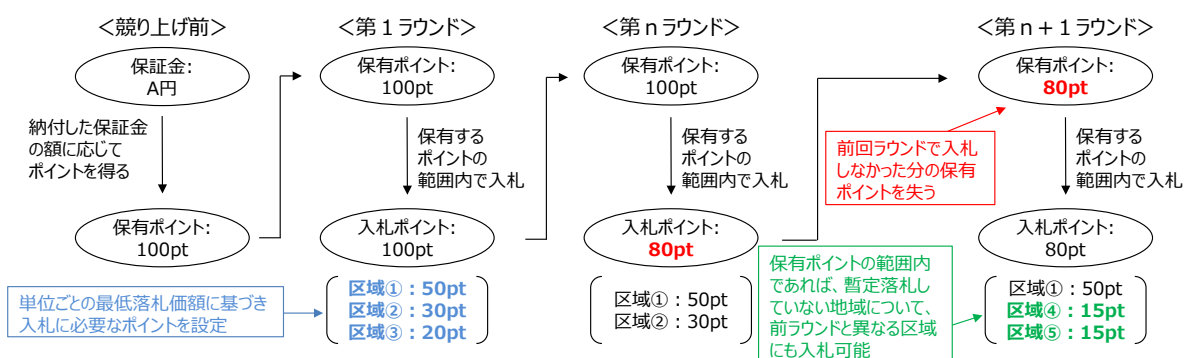 ＜競り上げ前＞
保証金：
A円
納付した保証金
の額に応じて
ポイントを得る
保有ポイント：
100pt
＜第１ラウンド＞
保有ポイント：
100pt
保有する
ポイントの
範囲内で入札
入札ポイント：
100pt
区域①：50pt
区域②：30pt
区域③：20pt
単位ごとの最低落札価額に基づき
入札に必要なポイントを設定
＜第ｎラウンド＞
保有ポイント：
100pt
保有する
ポイントの
範囲内で入札
入札ポイント：
80pt
区域①：50pt
区域②：30pt
＜第ｎ＋１ラウンド＞
保有ポイント：
80pt
前回ラウンドで入札
しなかった分の保有
ポイントを失う
保有する
ポイントの
範囲内で入札
入札ポイント：
80pt
保有ポイントの範囲内
であれば、暫定落札し
ていない地域について、
前ラウンドと異なる区域
にも入札可能
区域①：50pt
区域④：15pt
区域⑤：15pt